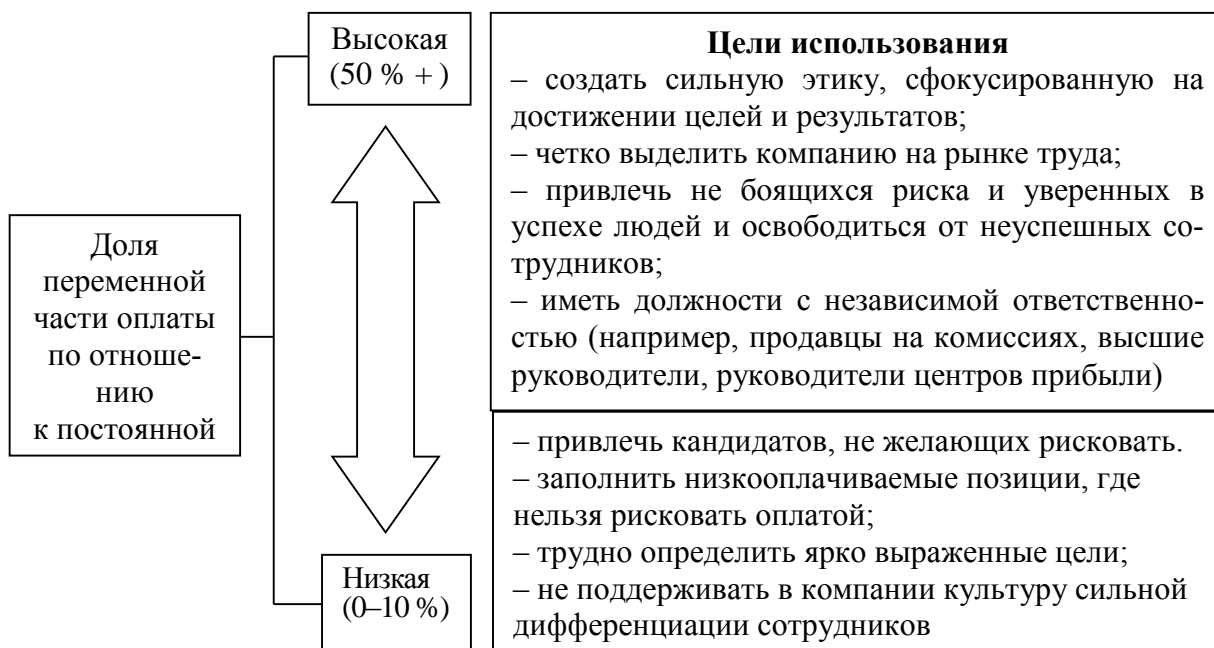 Высокая
(50 % + )
Цели использования
– создать сильную этику, сфокусированную на
достижении целей и результатов;
– четко выделить компанию на рынке труда;
– привлечь не боящихся риска и уверенных в
успехе людей и освободиться от неуспешных со-
трудников;
– иметь должности с независимой ответственно-
стью (например, продавцы на комиссиях, высшие
руководители, руководители центров прибыли)
Доля
переменной
части оплаты
по отноше-
нию
к постоянной
– привлечь кандидатов, не желающих рисковать.
– заполнить низкооплачиваемые позиции, где
нельзя рисковать оплатой;
– трудно определить ярко выраженные цели;
– не поддерживать в компании культуру сильной
дифференциации сотрудников
Низкая
(0–10 %)